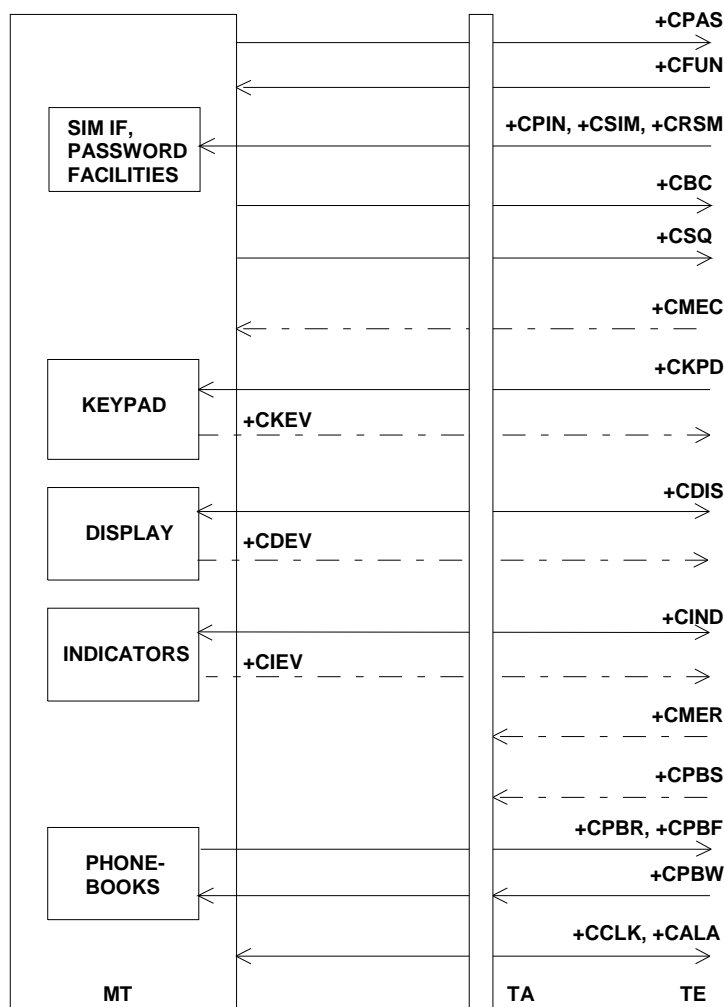 +CPAS
+CFUN
SIM IF,
PASSWORD
FACILITIES
+CPIN, +CSIM, +CRSM
+CBC
+CSQ
+CMEC
+CKPD
KEYPAD
+CKEV
+CDIS
DISPLAY
+CDEV
+CIND
INDICATORS
+CIEV
+CMER
+CPBS
+CPBR, +CPBF
PHONE-
BOOKS
+CPBW
+CCLK, +CALA
MT TA TE